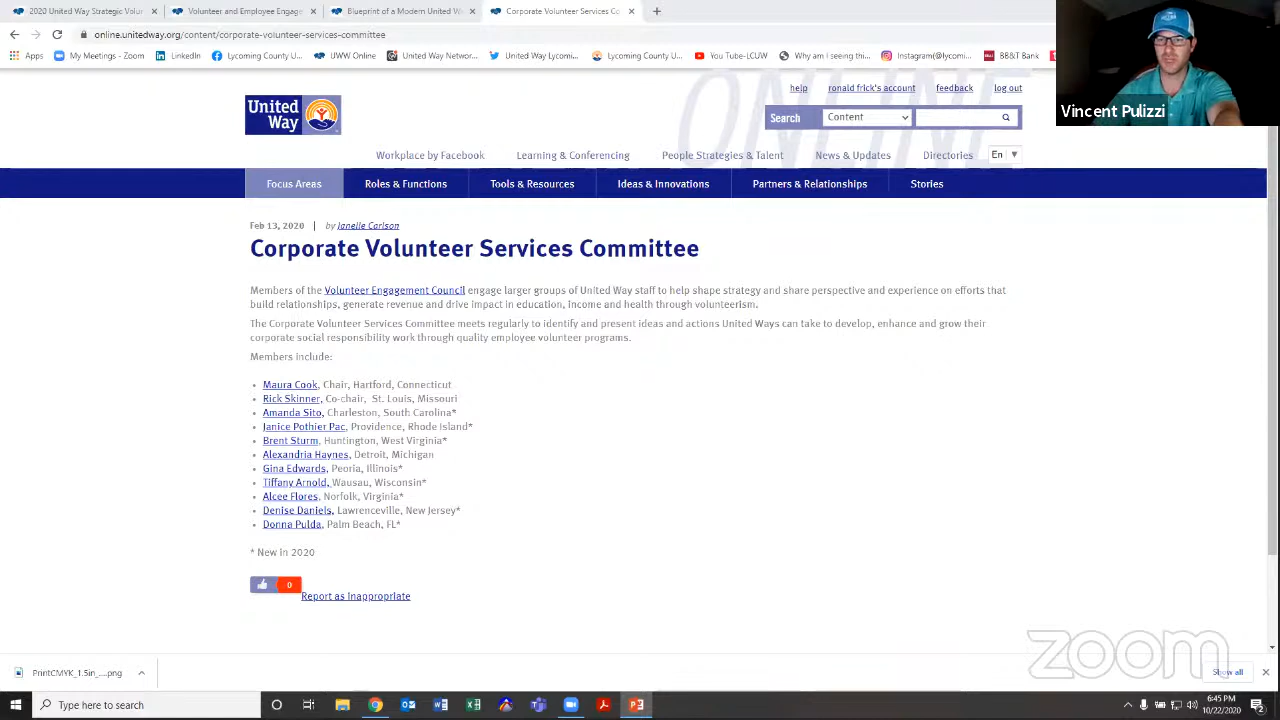 2020 United Way Strategic Volur
Volunteer and Employee Engage
Blueprint of a Modern United Wa
Corporate Volunteer Services Co
online.unitedway.org/content/corporate-volunteer-services-committee
Apps
My Meetings - Zoom
LinkedIn
Lycoming County U...
UWW Online
United Way Networ...
United Way Lycomi...
Lycoming County U...
You Tube-LCUW
Why am I seeing thi...
Instagram(@lycomi...
BB&T Bank
Vincent Pulizzi
help
ronald frick's account
feedback
log out
United Way
ONLINE
Search
Content
Workplace by Facebook
Learning & Conferencing
People Strategies & Talent
News & Updates
Directories
En
Focus Areas
Roles & Functions
Tools & Resources
Ideas & Innovations
Partners & Relationships
Stories
Feb 13, 2020 | by Janelle Carlson
Corporate Volunteer Services Committee
Members of the Volunteer Engagement Council engage larger groups of United Way staff to help shape strategy and share perspective and experience on efforts that
build relationships, generate revenue and drive impact in education, income and health through volunteerism.
The Corporate Volunteer Services Committee meets regularly to identify and present ideas and actions United Ways can take to develop, enhance and grow their
corporate social responsibility work through quality employee volunteer programs.
Members include:
Maura Cook, Chair, Hartford, Connecticut
Rick Skinner, Co-chair, St. Louis, Missouri
Amanda Sito, Charleston, South Carolina*
Janice Pothier Pac, Providence, Rhode Island*
Brent Sturm, Huntington, West Virginia*
Alexandria Haynes, Detroit, Michigan
Gina Edwards, Peoria, Illinois*
Tiffany Arnold, Wausau, Wisconsin*
Alcee Flores, Norfolk, Virginia*
Denise Daniels, Lawrenceville, New Jersey*
Donna Pulda, Palm Beach, FL*
* New in 2020
0
Report as Inappropriate
zoom
PrintCMYK_1.5in_....png
Show all
Type here to search
6:45 PM
10/22/2020
2